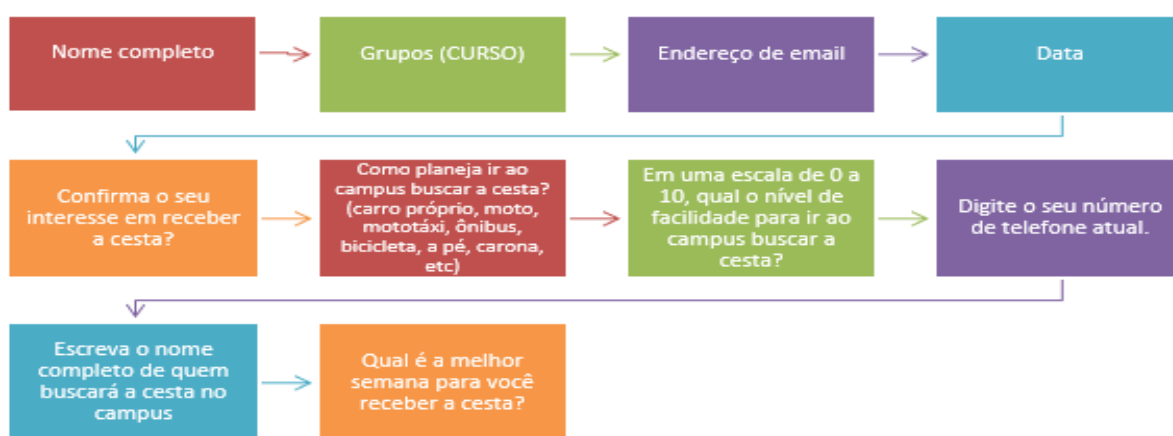 Nome completo
Grupos (CURSO)
Endereço de email
Data
Confirma o seu
interesse em receber
a cesta?
Como planeja ir ao
campus buscar a cesta?
(carro próprio, moto,
mototáxi, ônibus,
bicicleta, a pé, carona,
etc)
Em uma escala de 0 a
10, qual o nível de
facilidade para ir ao
campus buscar a
cesta?
Digite o seu número
de telefone atual.
Escreva o nome
completo de quem
buscará a cesta no
campus
Qual é a melhor
semana para você
receber a cesta?